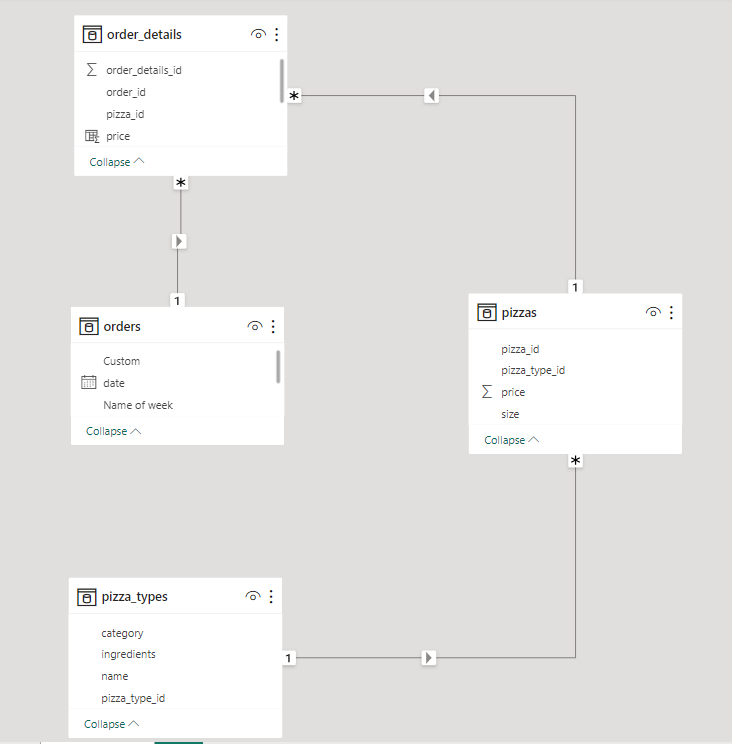 order_details
order_details_id
order_id
pizza_id
price
Collapse
*
*
1
1
orders
Custom
date
Name of week
Collapse
pizzas
pizza_id
pizza_type_id
price
size
Collapse
*
pizza_types
category
ingredients
name
pizza_type_id
Collapse
1